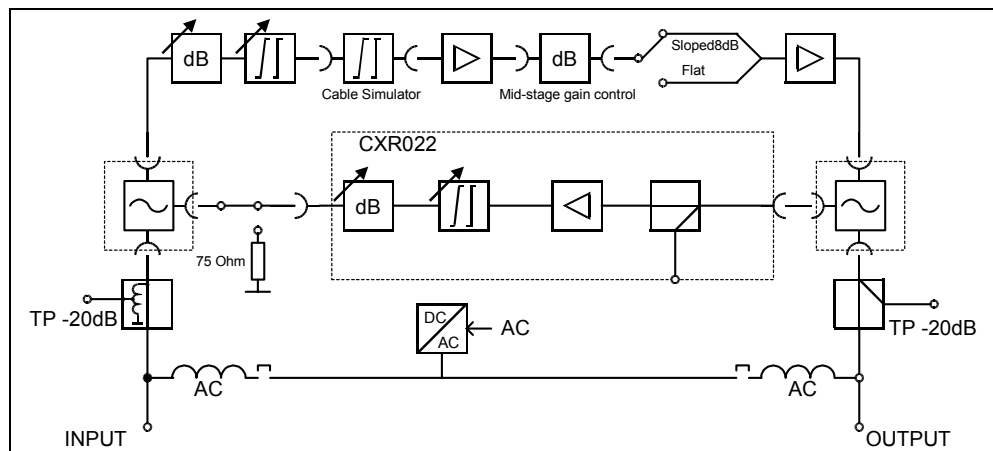 dB
Cable Simulator
dB
Mid-stage gain control
Sloped8dB
Flat
CXR022
dB
75 Ohm
TP -20dB
TP -20dB
DC
AC
AC
AC
AC
INPUT
OUTPUT